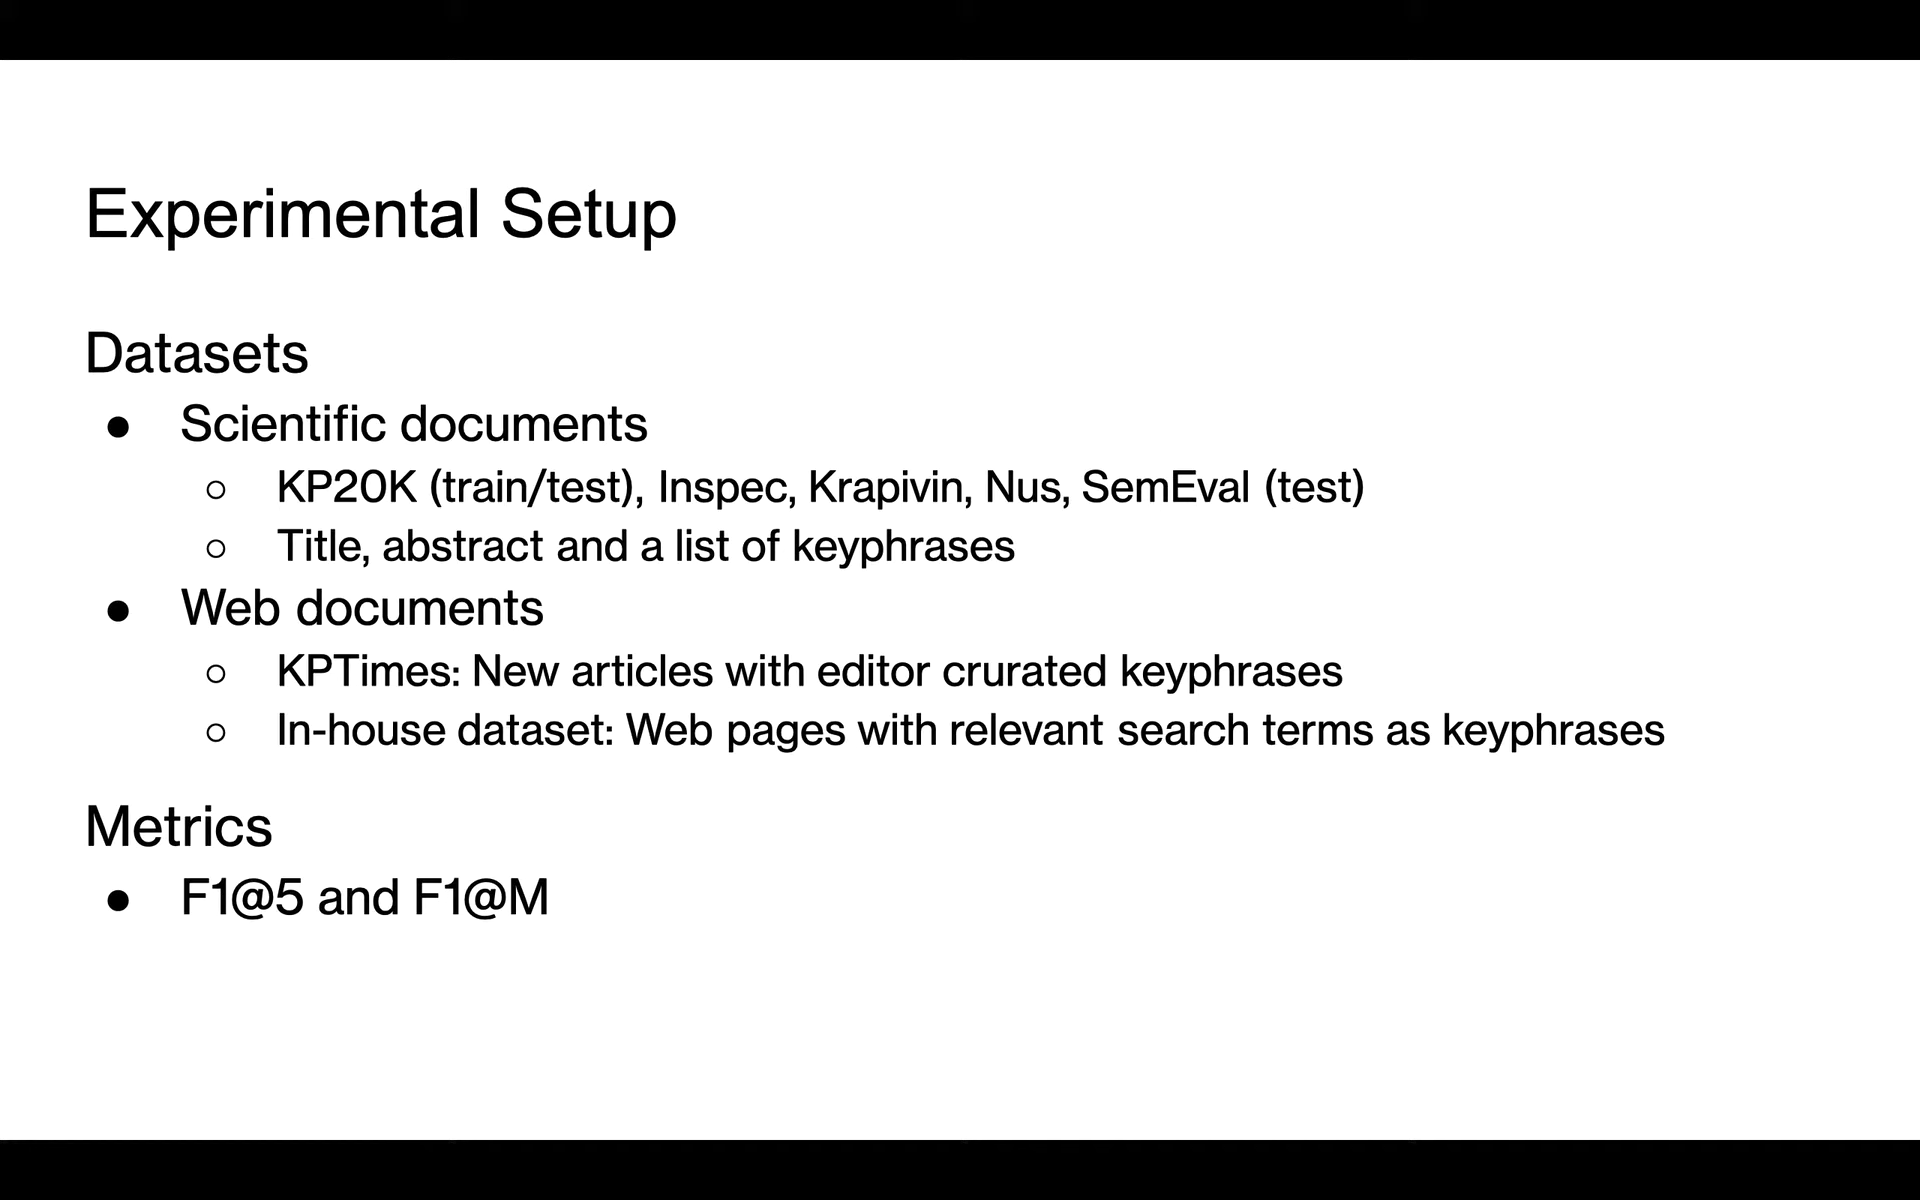 Experimental Setup
Datasets
● Scientific documents
○ KP20K (train/test), Inspec, Krapivin, Nus, SemEval (test)
○ Title, abstract and a list of keyphrases
● Web documents
○ KPTimes: New articles with editor crurated keyphrases
○ In-house dataset: Web pages with relevant search terms as keyphrases
Metrics
● F1@5 and F1@M